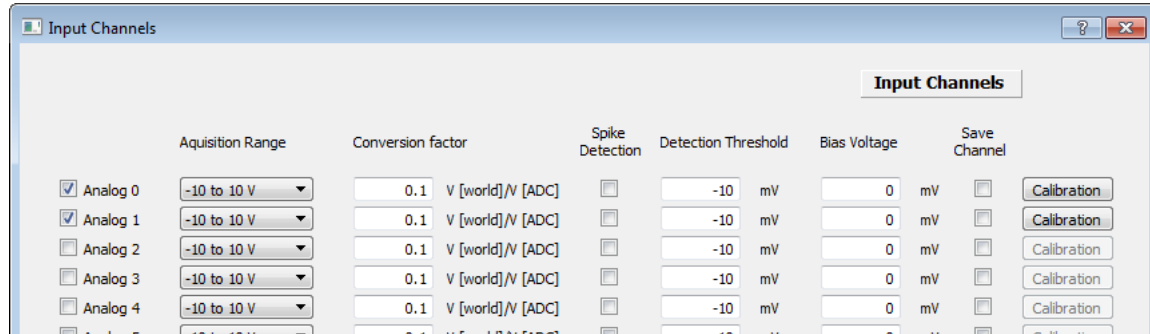 Input Channels
Input Channels
Aquisition Range Conversion factor Spike Detection Detection Threshold Bias Voltage Save Channel
Analog 0 -10 to 10 V 0.1 V [world]/V [ADC] -10 mV 0 mV Calibration
Analog 1 -10 to 10 V 0.1 V [world]/V [ADC] -10 mV 0 mV Calibration
Analog 2 -10 to 10 V 0.1 V [world]/V [ADC] -10 mV 0 mV Calibration
Analog 3 -10 to 10 V 0.1 V [world]/V [ADC] -10 mV 0 mV Calibration
Analog 4 -10 to 10 V 0.1 V [world]/V [ADC] -10 mV 0 mV Calibration